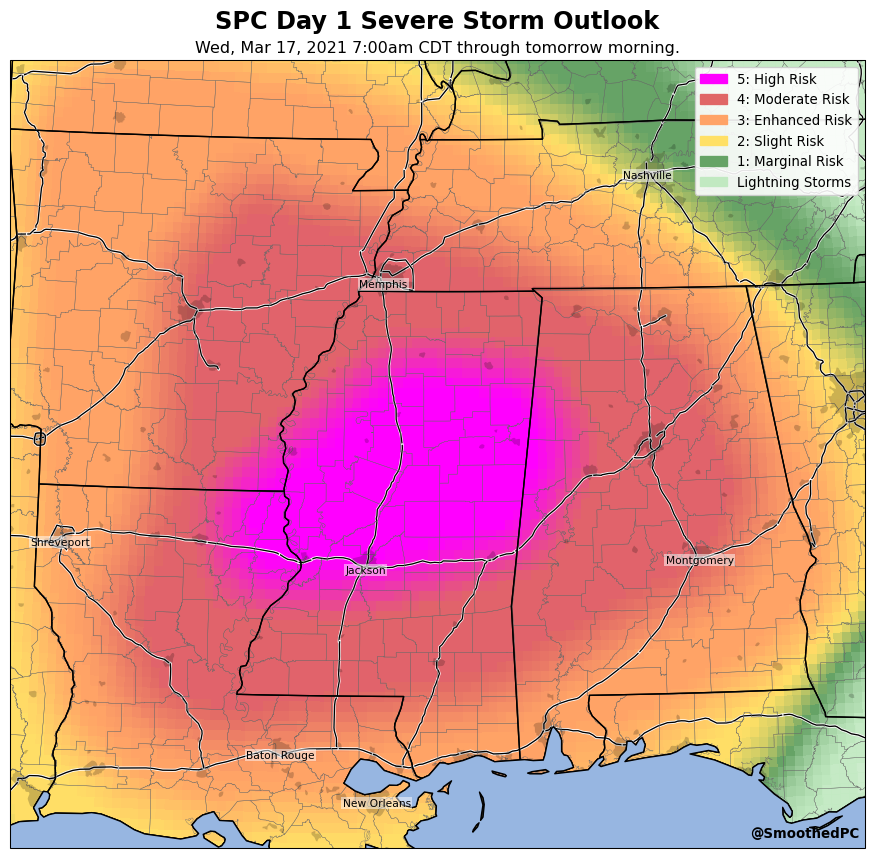 SPC Day 1 Severe Storm Outlook
Wed, Mar 17, 2021 7:00am CDT through tomorrow morning.
5: High Risk
4: Moderate Risk
3: Enhanced Risk
2: Slight Risk
1: Marginal Risk
Lightning Storms
Nashville
Memphis
Shreveport
Jackson
Montgomery
Baton Rouge
New Orleans
@SmoothedPC